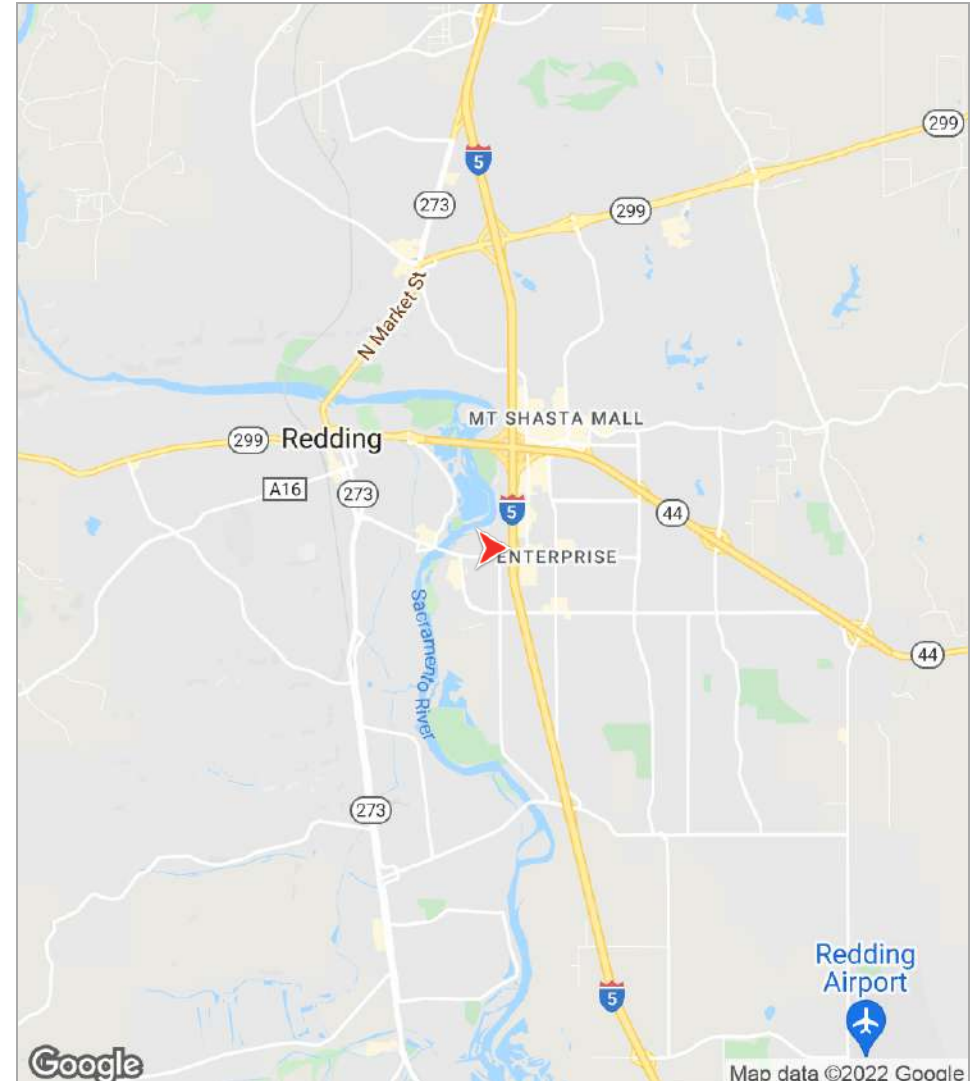 299
5
273
299
N Market St
MT SHASTA MALL
299
Redding
A16
273
5
44
ENTERPRISE
Sacramento River
44
273
Redding
Airport
5
Google
Map data ©2022 Google